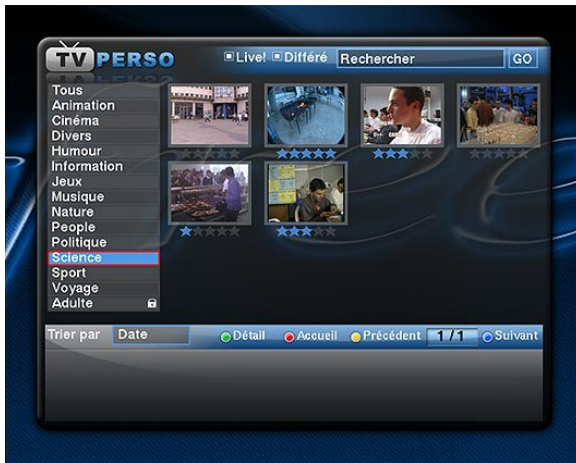 TV PERSO
Live! Différé Rechercher GO
Tous
Animation
Cinéma
Divers
Humour
Information
Jeux
Musique
Nature
People
Politique
Science
Sport
Voyage
Adulte
Trier par Date Détail Accueil Précédent 1/1 Suivant